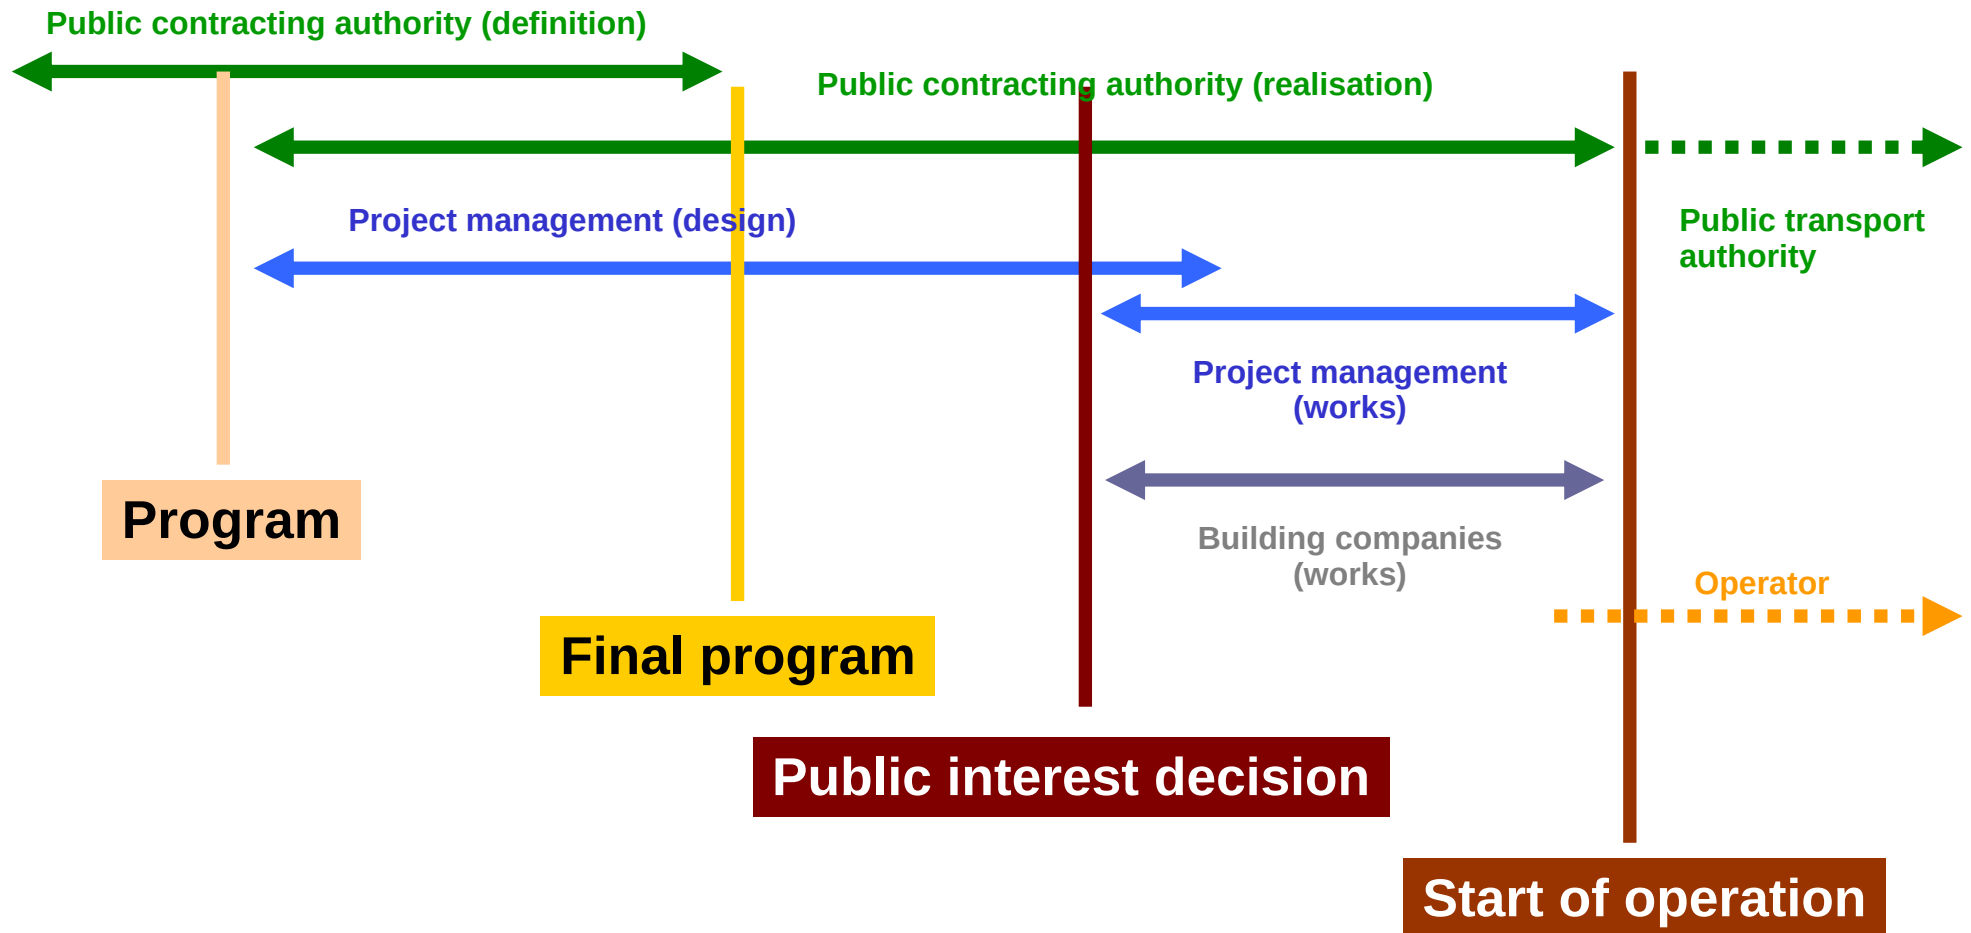 Public contracting authority (definition)
Public contracting authority (realisation)
Project management (design)
Public transport
authority
Project management
(works)
Program
Building companies
(works)
Operator
Final program
Public interest decision
Start of operation